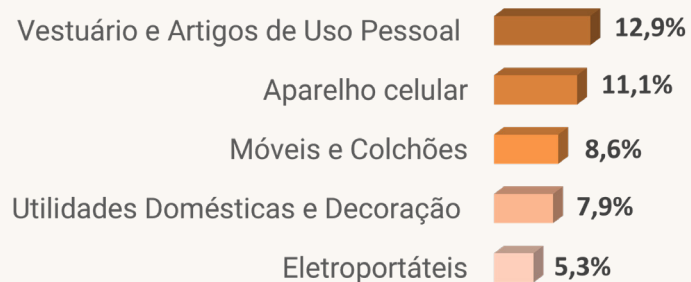 Vestuário e Artigos de Uso Pessoal 12,9%
Aparelho celular 11,1%
Móveis e Colchões 8,6%
Utilidades Domésticas e Decoração 7,9%
Eletroportáteis 5,3%